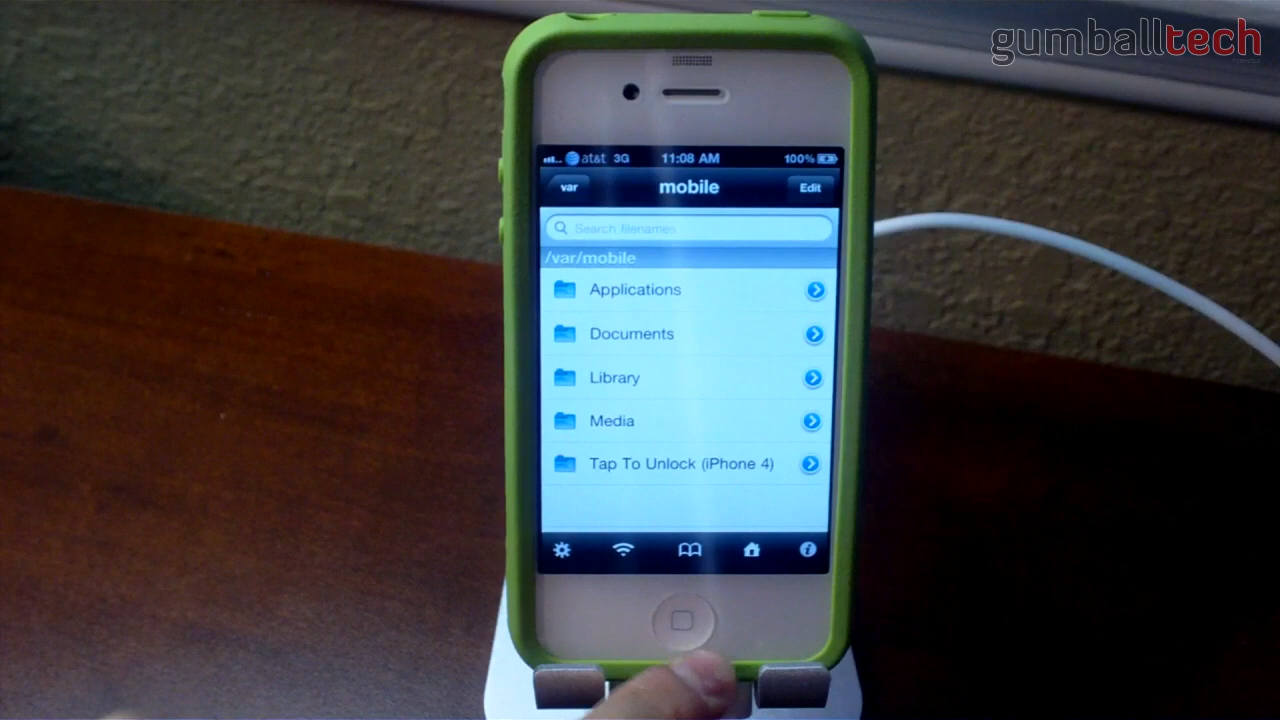 gumballtech
at&t 3G 11:08 AM 100%
var mobile Edit
Search filenames
/var/mobile
Applications
Documents
Library
Media
Tap To Unlock (iPhone 4)